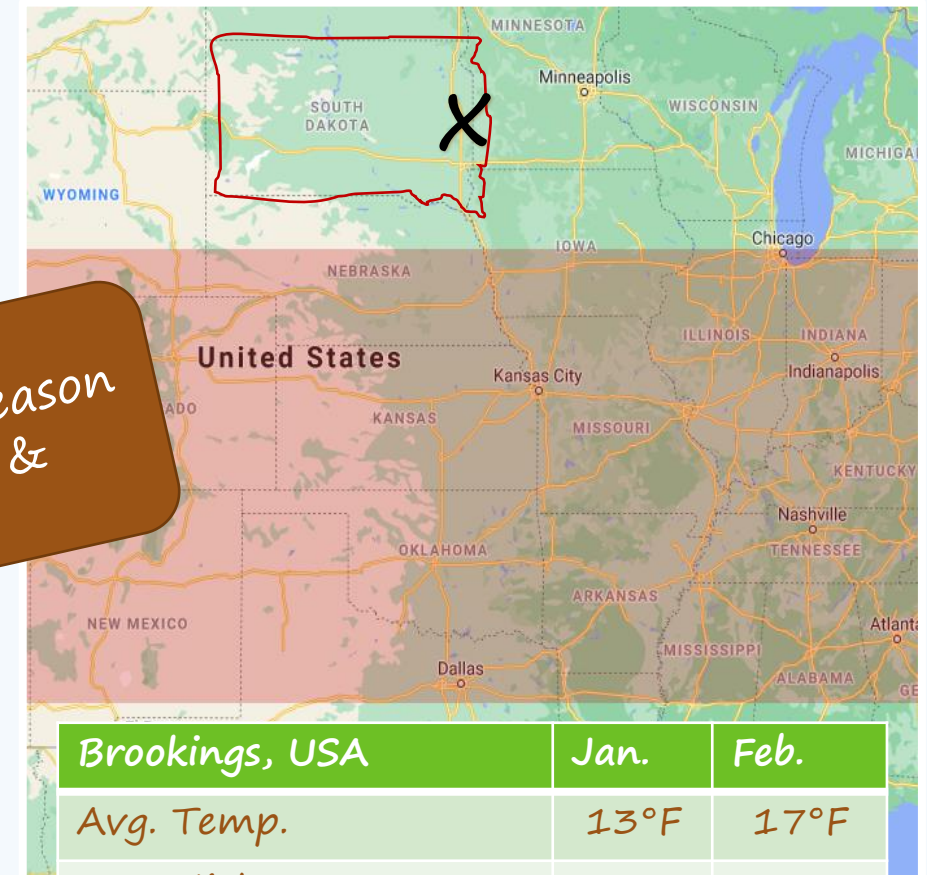 MINNESOTA
Minneapolis
SOUTH
DAKOTA
WISCONSIN
WYOMING
Chicago
IOWA
NEBRASKA
United States
ILLINOIS
INDIANA
Indianapolis
Kansas City
eason
&
ADO
KANSAS
MISSOURI
KENTUCKY
Nashville
TENNESSEE
OKLAHOMA
ARKANSAS
NEW MEXICO
Atlanta
MISSISSIPPI
Dallas
ALABAMA
GE
Brookings, USA Jan. Feb.
Avg. Temp. 13°F 17°F